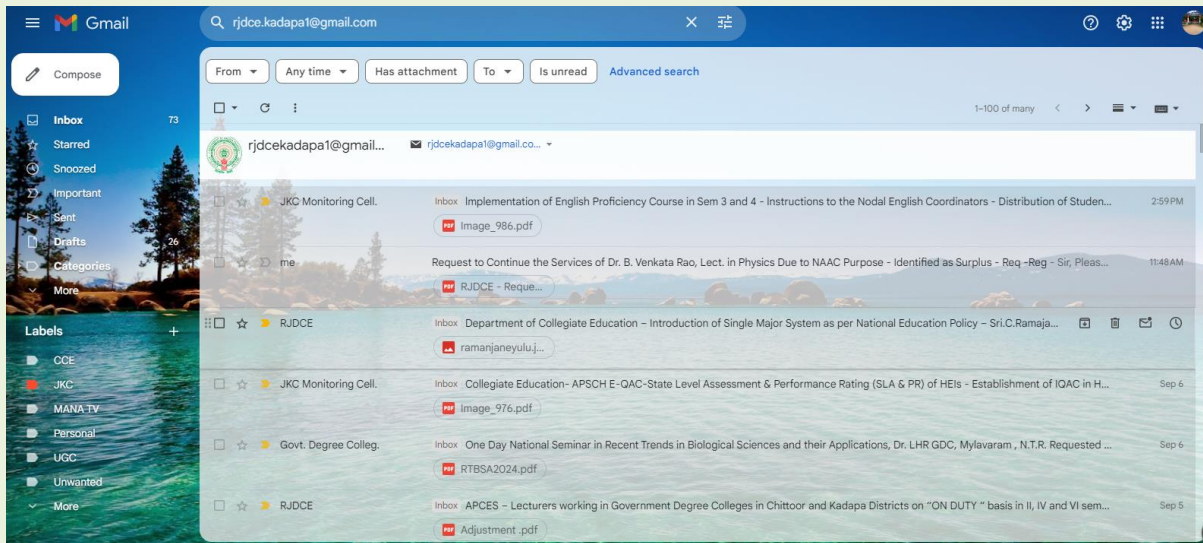 Gmail
rjdce.kadapa1@gmail.com
Compose
From
Any time
Has attachment
To
Is unread
Advanced search
1–100 of many
Inbox 73
Starred
Snoozed
Important
Sent
Drafts 26
Categories
More
Labels
CCE
JKC
MANA TV
Personal
UGC
Unwanted
More
rjdcekadapa1@gmail... rjdcekadapa1@gmail.co...
JKC Monitoring Cell. Inbox Implementation of English Proficiency Course in Sem 3 and 4 - Instructions to the Nodal English Coordinators - Distribution of Studen... 2:59 PM
PDF Image_986.pdf
me Request to Continue the Services of Dr. B. Venkata Rao, Lect. in Physics Due to NAAC Purpose - Identified as Surplus - Req -Reg - Sir, Pleas... 11:48 AM
PDF RJDCE - Reque...
RJDCE Inbox Department of Collegiate Education – Introduction of Single Major System as per National Education Policy – Sri.C.Ramaja...
ramanjaneyulu.j...
JKC Monitoring Cell. Inbox Collegiate Education- APSCH E-QAC-State Level Assessment & Performance Rating (SLA & PR) of HEIs - Establishment of IQAC in H... Sep 6
PDF Image_976.pdf
Govt. Degree Colleg. Inbox One Day National Seminar in Recent Trends in Biological Sciences and their Applications, Dr. LHR GDC, Mylavaram , N.T.R. Requested ... Sep 6
PDF RTBSA2024.pdf
RJDCE Inbox APCES – Lecturers working in Government Degree Colleges in Chittoor and Kadapa Districts on "ON DUTY " basis in II, IV and VI sem... Sep 5
PDF Adjustment .pdf